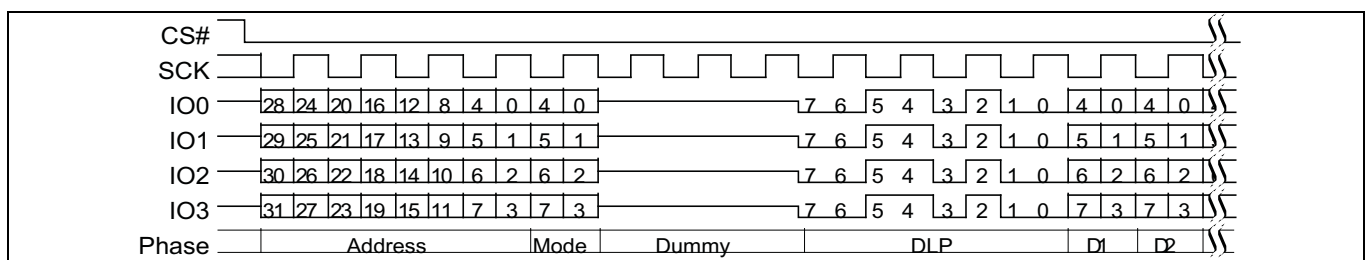 CS#
SCK
IO0 28 24 20 16 12 8 4 0 4 0 7 6 5 4 3 2 1 0 4 0 4 0
IO1 29 25 21 17 13 9 5 1 5 1 7 6 5 4 3 2 1 0 5 1 5 1
IO2 30 26 22 18 14 10 6 2 6 2 7 6 5 4 3 2 1 0 6 2 6 2
IO3 31 27 23 19 15 11 7 3 7 3 7 6 5 4 3 2 1 0 7 3 7 3
Phase Address Mode Dummy DLP D1 D2